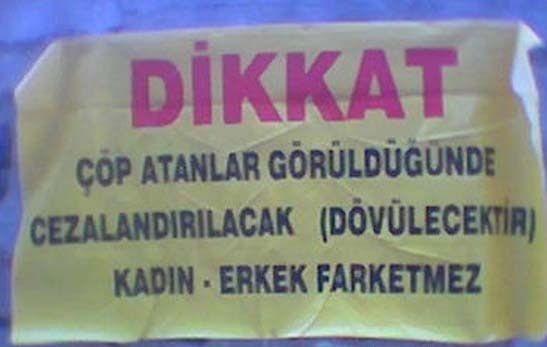 DİKKAT
ÇÖP ATANLAR GÖRÜLDÜĞÜNDE
CEZALANDIRILACAK (DÖVÜLECEKTİR)
KADIN - ERKEK FARKETMEZ